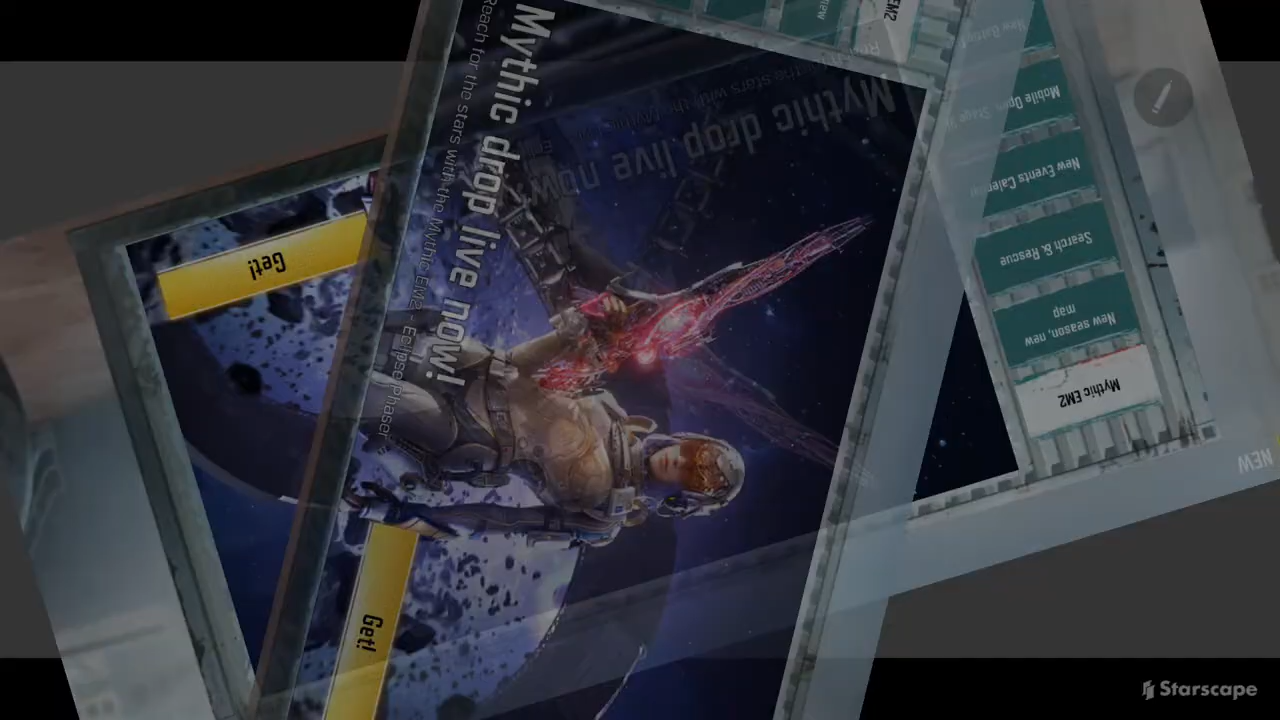 Mythic drop live now!
Reach for the stars with the Mythic EM2 - Eclipse Phaser
Get!
EM2
Mythic drop live now!
Get!
Mobile Open: Stage
New Events Calendar
Search & Rescue
New season, new
map
Mythic EM2
NEW
Starscape